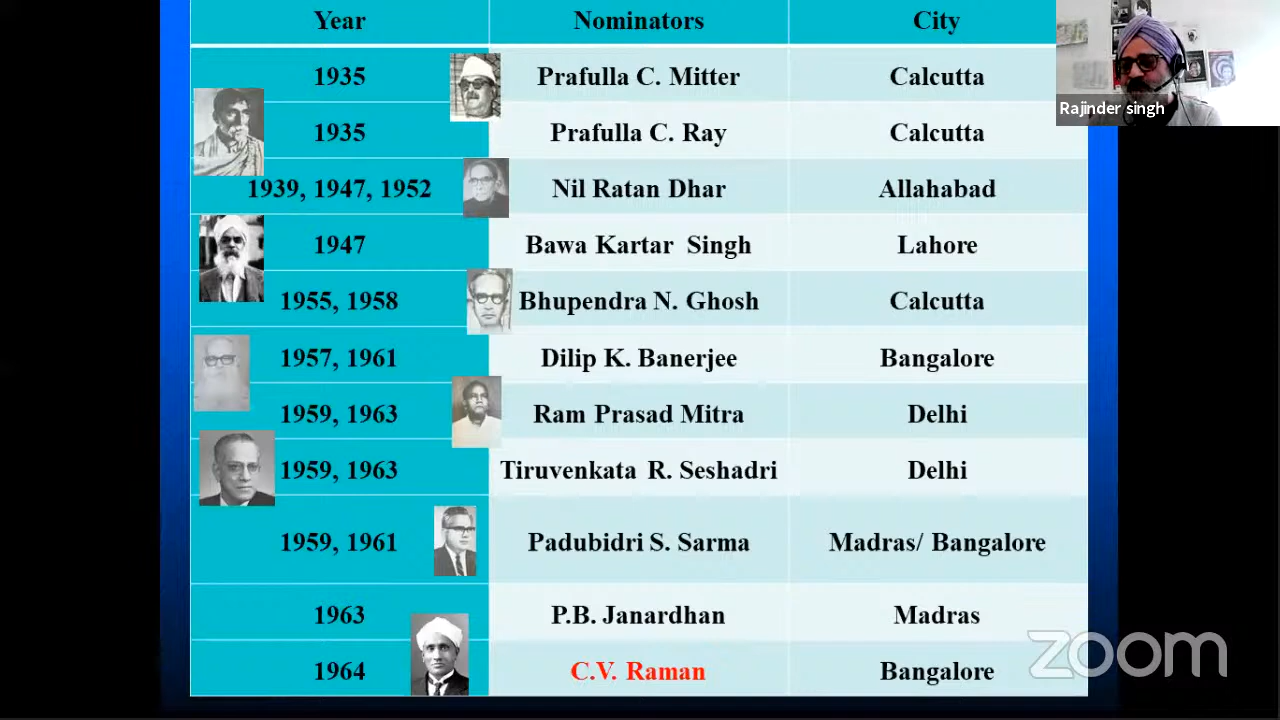 Year Nominators City
1935 Prafulla C. Mitter Calcutta
1935 Prafulla C. Ray Calcutta
1939, 1947, 1952 Nil Ratan Dhar Allahabad
1947 Bawa Kartar Singh Lahore
1955, 1958 Bhupendra N. Ghosh Calcutta
1957, 1961 Dilip K. Banerjee Bangalore
1959, 1963 Ram Prasad Mitra Delhi
1959, 1963 Tiruvenkata R. Seshadri Delhi
1959, 1961 Padubidri S. Sarma Madras/ Bangalore
1963 P.B. Janardhan Madras
1964 C.V. Raman Bangalore
Rajinder singh
zoom